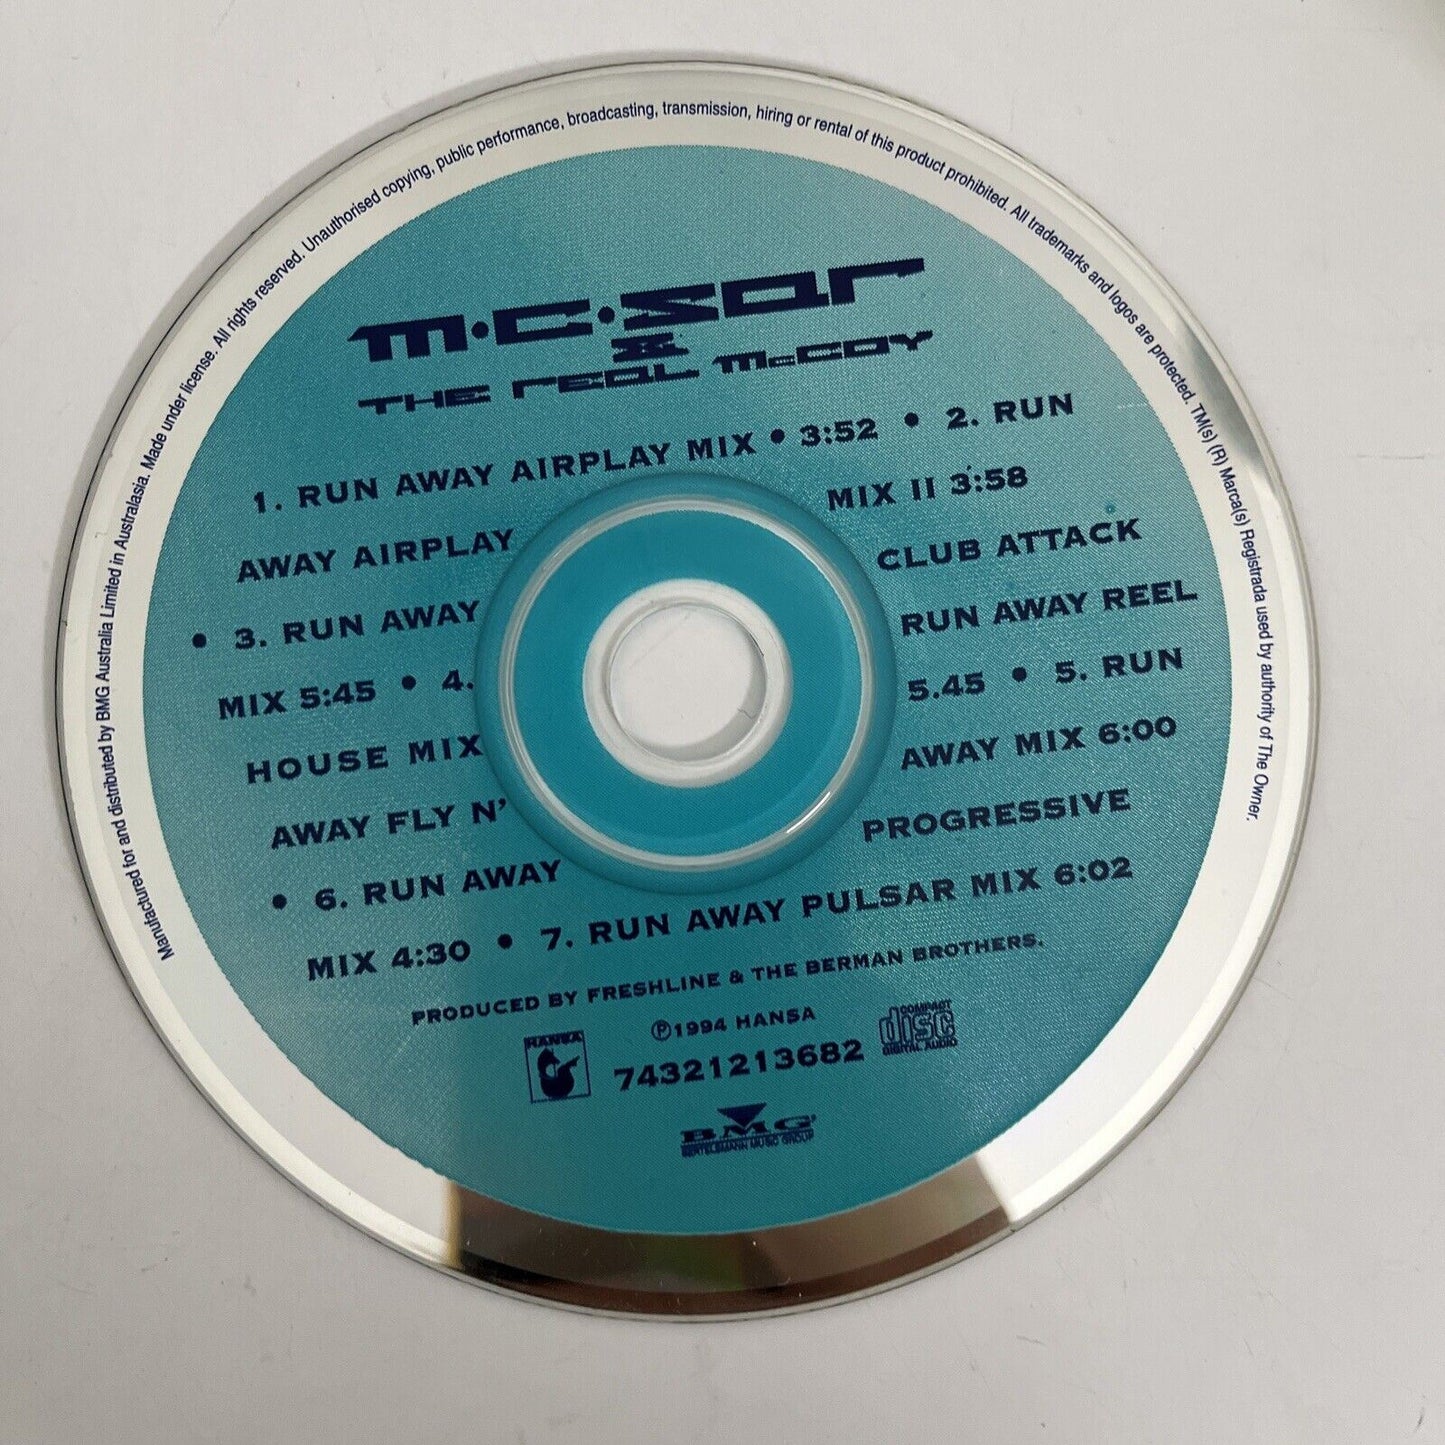 Manufactured for and distributed by BMG Australia Limited in Australasia. Made under license. All rights reserved. Unauthorised copying, public performance, broadcasting, transmission, hiring or rental of this product prohibited. All trademarks and logos are protected. TM(s) (R) Marca(s) Registrada used by authority of The Owner.
M·C·SAR
&
THE REAL McCOY
1. RUN AWAY AIRPLAY MIX • 3:52 • 2. RUN
AWAY AIRPLAY MIX II 3:58
• 3. RUN AWAY CLUB ATTACK
MIX 5:45 • 4. RUN AWAY REEL
HOUSE MIX 5.45 • 5. RUN
AWAY FLY N' AWAY MIX 6:00
• 6. RUN AWAY PROGRESSIVE
MIX 4:30 • 7. RUN AWAY PULSAR MIX 6:02
PRODUCED BY FRESHLINE & THE BERMAN BROTHERS.
HANSA
℗1994 HANSA
74321213682
COMPACT
disc
DIGITAL AUDIO
BMG
BERTELSMANN MUSIC GROUP